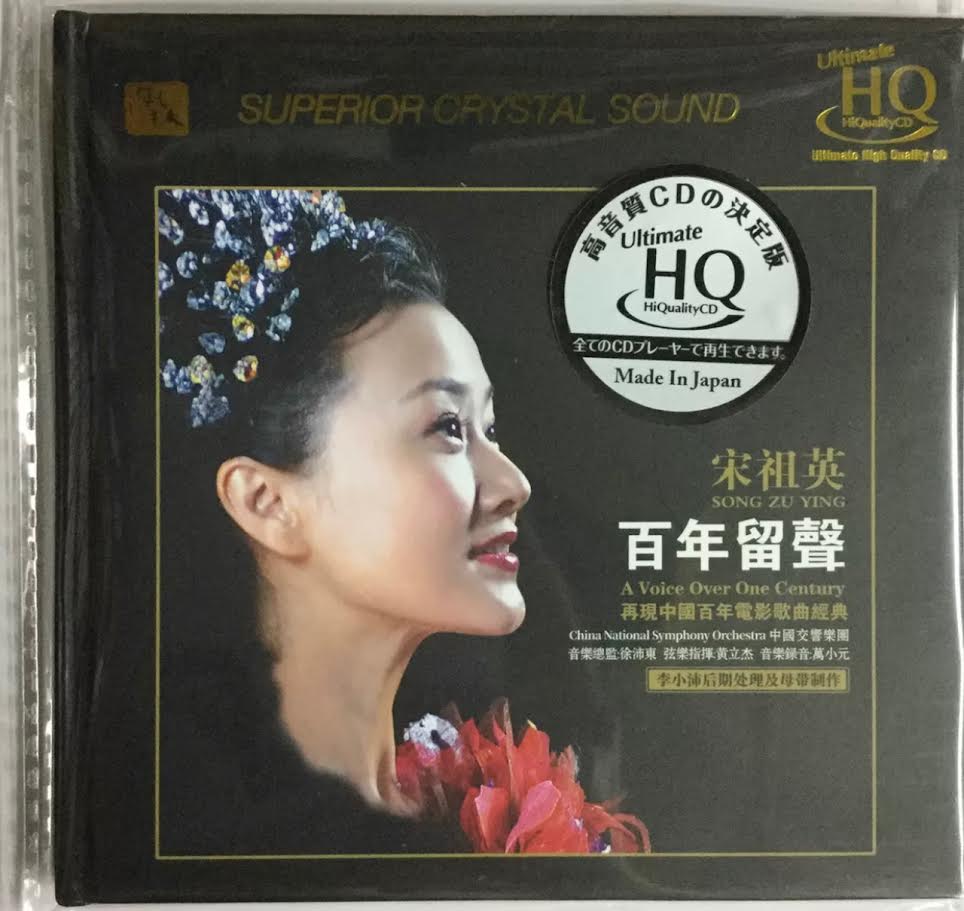 SUPERIOR CRYSTAL SOUND
Ultimate
HQ
HiQualityCD
Ultimate High Quality CD
高音質CDの決定版
Ultimate
HQ
HiQualityCD
全てのCDプレーヤーで再生できます。
Made In Japan
宋祖英
SONG ZU YING
百年留聲
A Voice Over One Century
再現中國百年電影歌曲經典
China National Symphony Orchestra 中國交響樂團
音樂總監:徐沛東 弦樂指揮:黃立杰 音樂録音:萬小元
李小沛后期处理及母带制作